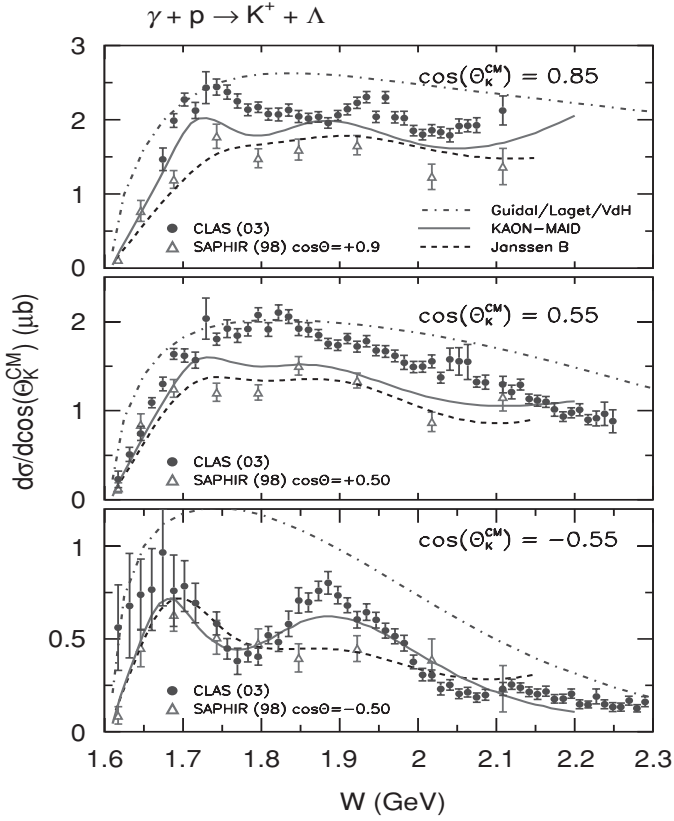 γ + p → K⁺ + Λ
3
2
1
0
cos(Θ_K^CM) = 0.85
Guidal/Laget/VdH
KAON−MAID
Janssen B
CLAS (03)
SAPHIR (98) cosΘ=+0.9
dσ/dcos(Θ_K^CM) (μb)
2
1
0
cos(Θ_K^CM) = 0.55
CLAS (03)
SAPHIR (98) cosΘ=+0.50
1
0.5
0
cos(Θ_K^CM) = −0.55
CLAS (03)
SAPHIR (98) cosΘ=−0.50
1.6 1.7 1.8 1.9 2 2.1 2.2 2.3
W (GeV)